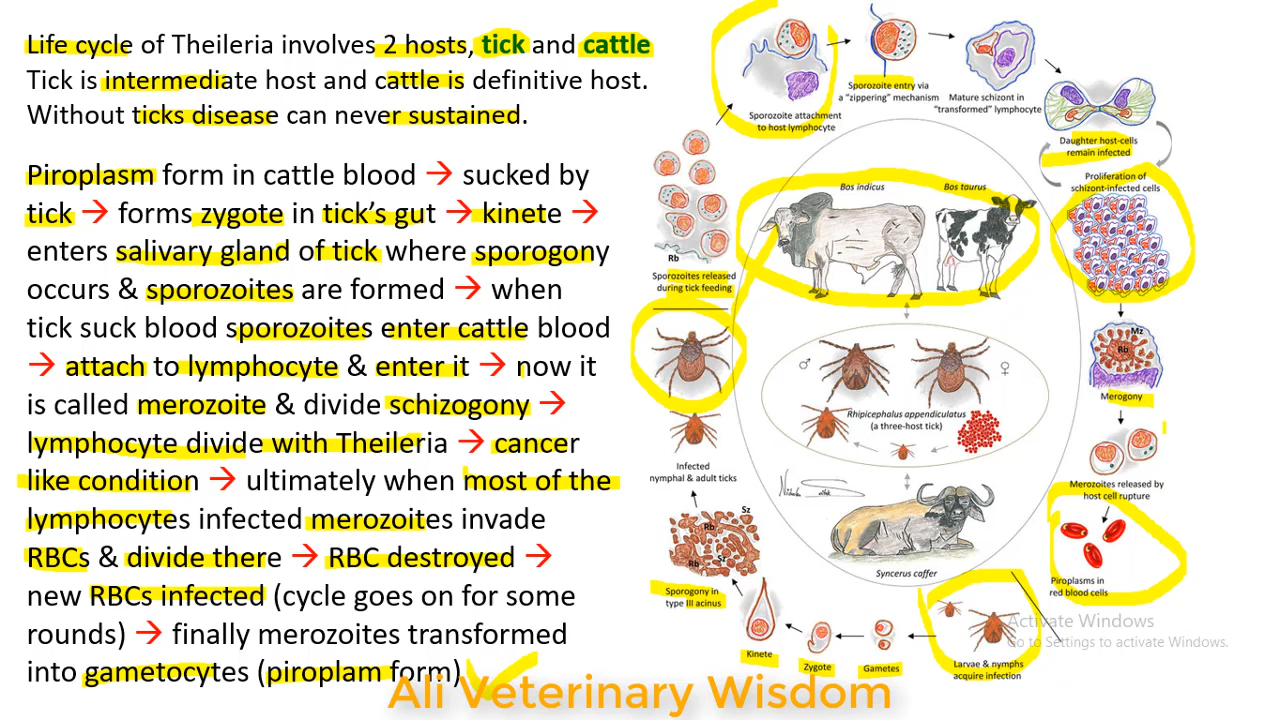 Life cycle of Theileria involves 2 hosts, tick and cattle
Tick is intermediate host and cattle is definitive host.
Without ticks disease can never sustained.
Piroplasm form in cattle blood → sucked by
tick → forms zygote in tick's gut → kinete →
enters salivary gland of tick where sporogony
occurs & sporozoites are formed → when
tick suck blood sporozoites enter cattle blood
→ attach to lymphocyte & enter it → now it
is called merozoite & divide schizogony →
lymphocyte divide with Theileria → cancer
like condition → ultimately when most of the
lymphocytes infected merozoites invade
RBCs & divide there → RBC destroyed →
new RBCs infected (cycle goes on for some
rounds) → finally merozoites transformed
into gametocytes (piroplam form)
Sporozoite attachment
to host lymphocyte
Sporozoite entry via
a "zippering" mechanism
Mature schizont in
"transformed" lymphocyte
Daughter host-cells
remain infected
Proliferation of
schizont-infected cells
Mz
Rb
Merogony
Merozoites released by
host cell rupture
Piroplasms in
red blood cells
Larvae & nymphs
acquire infection
Gametes
Zygote
Kinete
Sporogony in
type III acinus
Sz
Rb
Sz
Rb
Infected
nymphal & adult ticks
Rb
Sporozoites released
during tick feeding
Bos indicus
Bos taurus
♂
♀
Rhipicephalus appendiculatus
(a three-host tick)
Syncerus caffer
Activate Windows
Go to Settings to activate Windows.
Ali Veterinary Wisdom